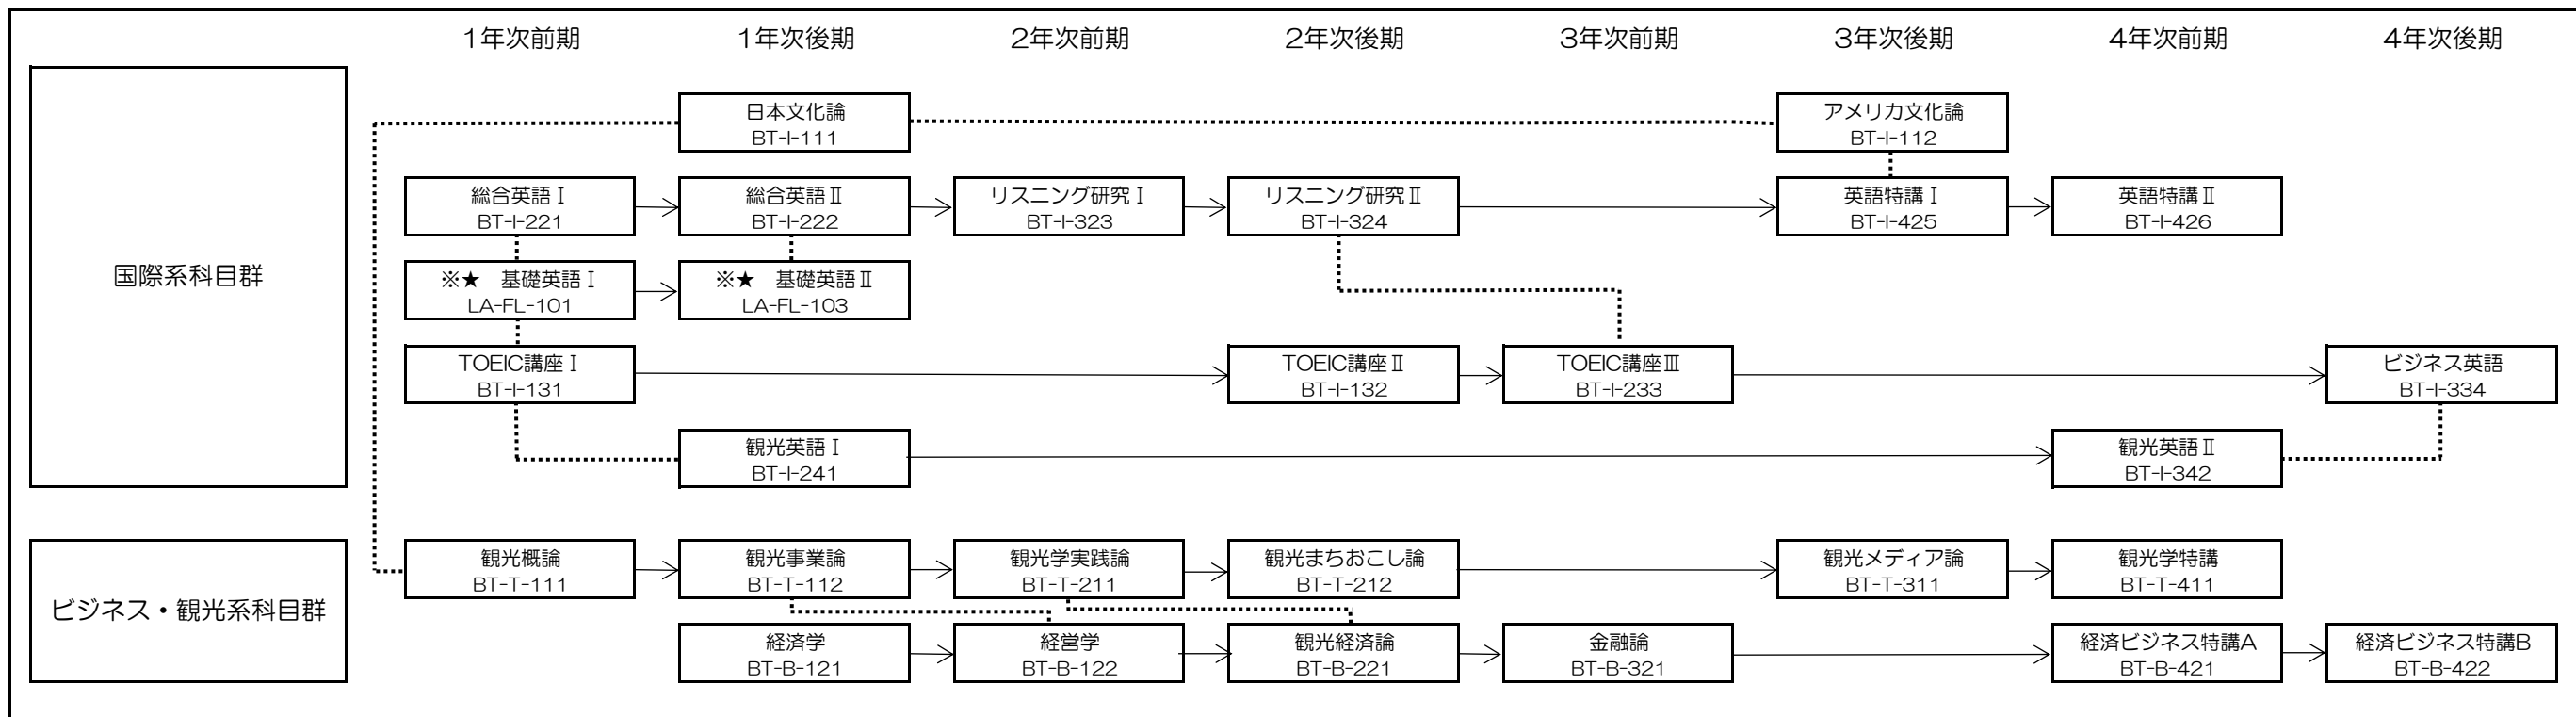 1年次前期 1年次後期 2年次前期 2年次後期 3年次前期 3年次後期 4年次前期 4年次後期
国際系科目群
日本文化論
BT-I-111
アメリカ文化論
BT-I-112
総合英語Ⅰ
BT-I-221
総合英語Ⅱ
BT-I-222
リスニング研究Ⅰ
BT-I-323
リスニング研究Ⅱ
BT-I-324
英語特講Ⅰ
BT-I-425
英語特講Ⅱ
BT-I-426
※★　基礎英語Ⅰ
LA-FL-101
※★　基礎英語Ⅱ
LA-FL-103
TOEIC講座Ⅰ
BT-I-131
TOEIC講座Ⅱ
BT-I-132
TOEIC講座Ⅲ
BT-I-233
ビジネス英語
BT-I-334
観光英語Ⅰ
BT-I-241
観光英語Ⅱ
BT-I-342
ビジネス・観光系科目群
観光概論
BT-T-111
観光事業論
BT-T-112
観光学実践論
BT-T-211
観光まちおこし論
BT-T-212
観光メディア論
BT-T-311
観光学特講
BT-T-411
経済学
BT-B-121
経営学
BT-B-122
観光経済論
BT-B-221
金融論
BT-B-321
経済ビジネス特講A
BT-B-421
経済ビジネス特講B
BT-B-422